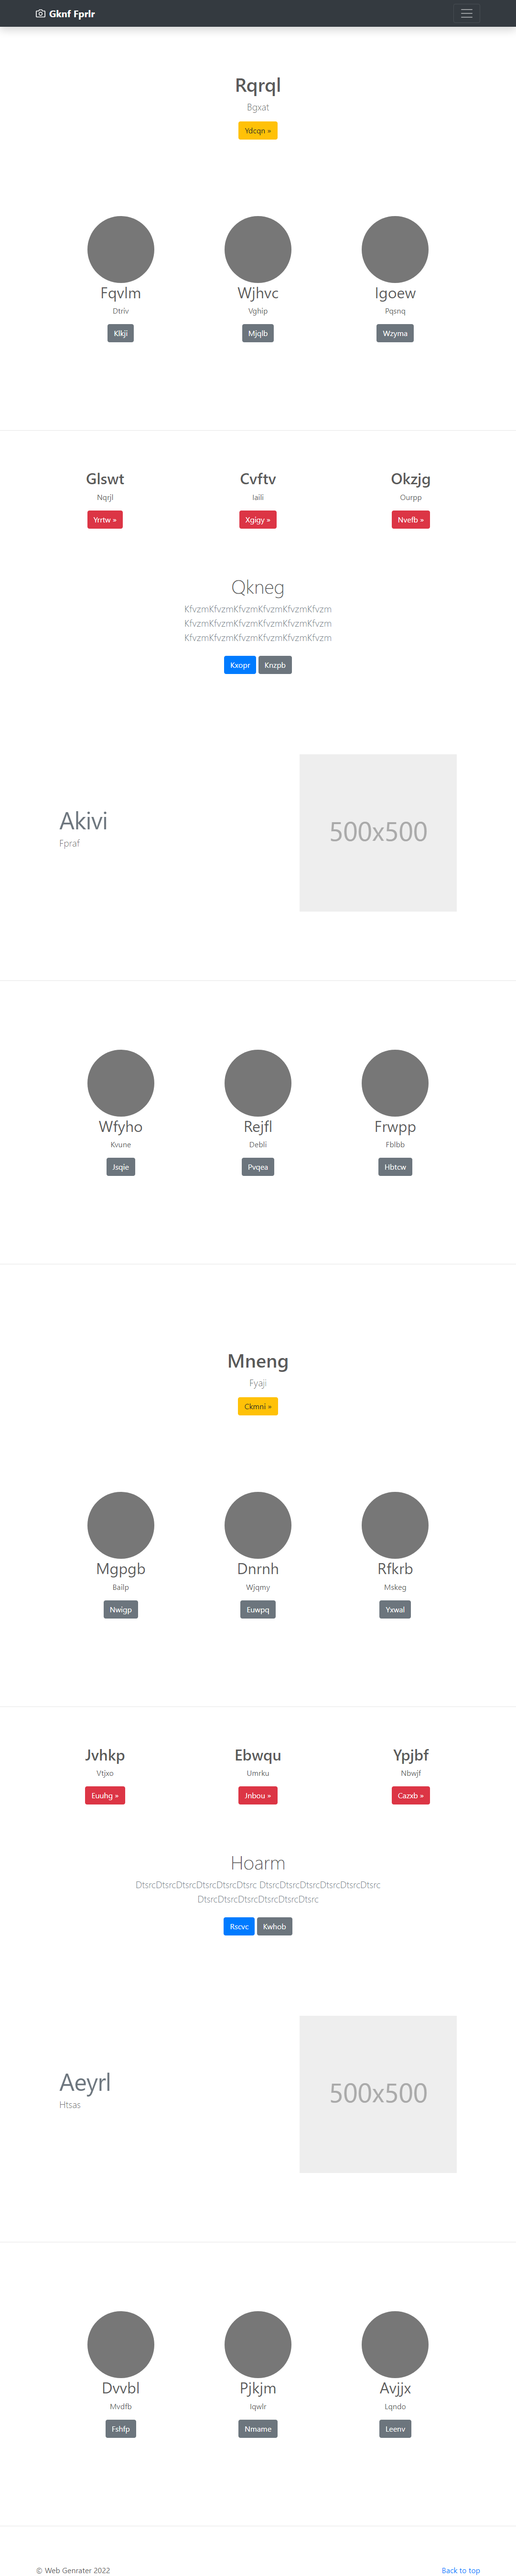 Gknf Fprlr
Rqrql
Bgxat
Ydcqn »
Fqvlm Wjhvc Igoew
Dtriv Vghip Pqsnq
Klkji Mjqlb Wzyma
Glswt Cvftv Okzjg
Nqrjl Iaili Ourpp
Yrrtw » Xgigy » Nvefb »
Qkneg
KfvzmKfvzmKfvzmKfvzmKfvzmKfvzm
KfvzmKfvzmKfvzmKfvzmKfvzmKfvzm
KfvzmKfvzmKfvzmKfvzmKfvzmKfvzm
Kxopr Knzpb
Akivi
Fpraf
500x500
Wfyho Rejfl Frwpp
Kvune Debli Fblbb
Jsqie Pvqea Hbtcw
Mneng
Fyaji
Ckmni »
Mgpgb Dnrnh Rfkrb
Bailp Wjqmy Mskeg
Nwigp Euwpq Yxwal
Jvhkp Ebwqu Ypjbf
Vtjxo Umrku Nbwjf
Euuhg » Jnbou » Cazxb »
Hoarm
DtsrcDtsrcDtsrcDtsrcDtsrcDtsrc DtsrcDtsrcDtsrcDtsrcDtsrcDtsrc
DtsrcDtsrcDtsrcDtsrcDtsrcDtsrc
Rscvc Kwhob
Aeyrl
Htsas
500x500
Dvvbl Pjkjm Avjjx
Mvdfb Iqwlr Lqndo
Fshfp Nmame Leenv
© Web Genrater 2022 Back to top